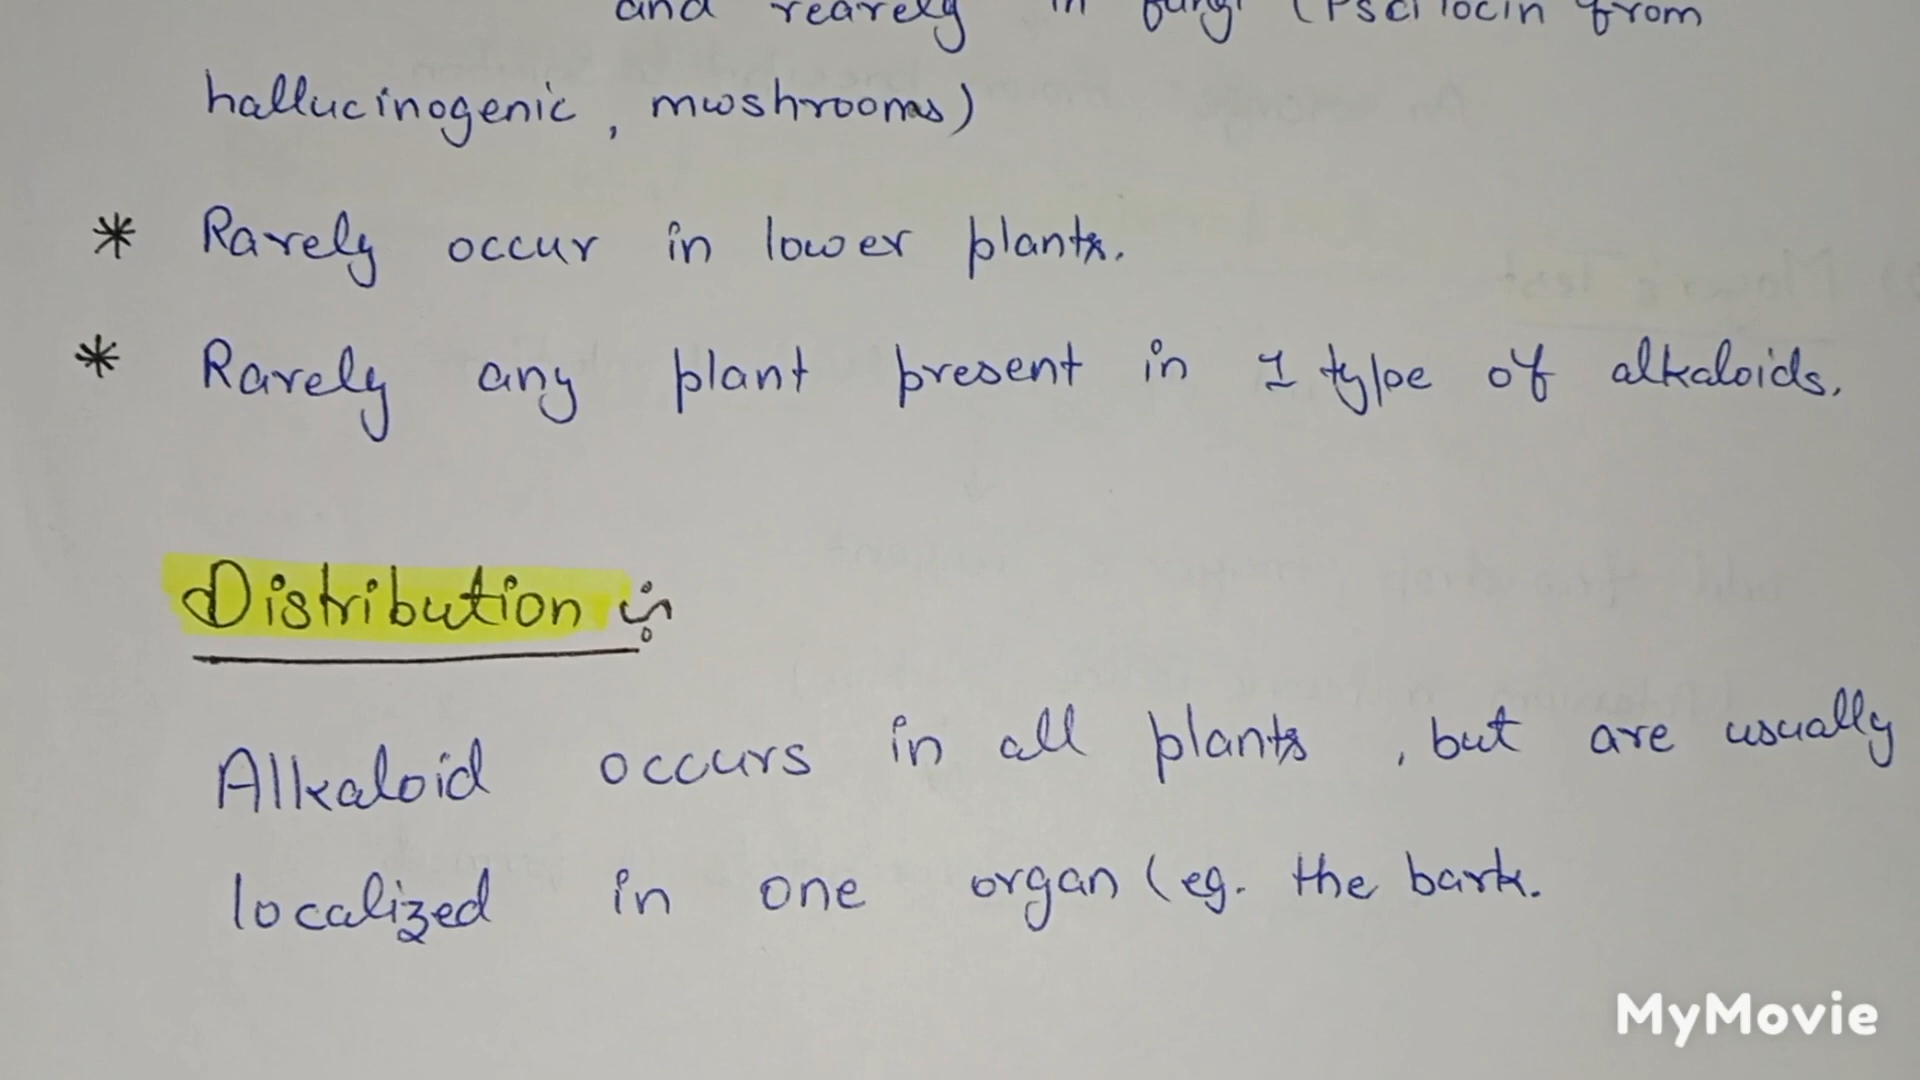 and rearely in fungi (Pscilocin from
hallucinogenic, mushrooms)
* Rarely occur in lower plants.
* Rarely any plant present in 1 type of alkaloids.
Distribution :-
Alkaloid occurs in all plants, but are usually
localized in one organ (eg. the bark.
MyMovie